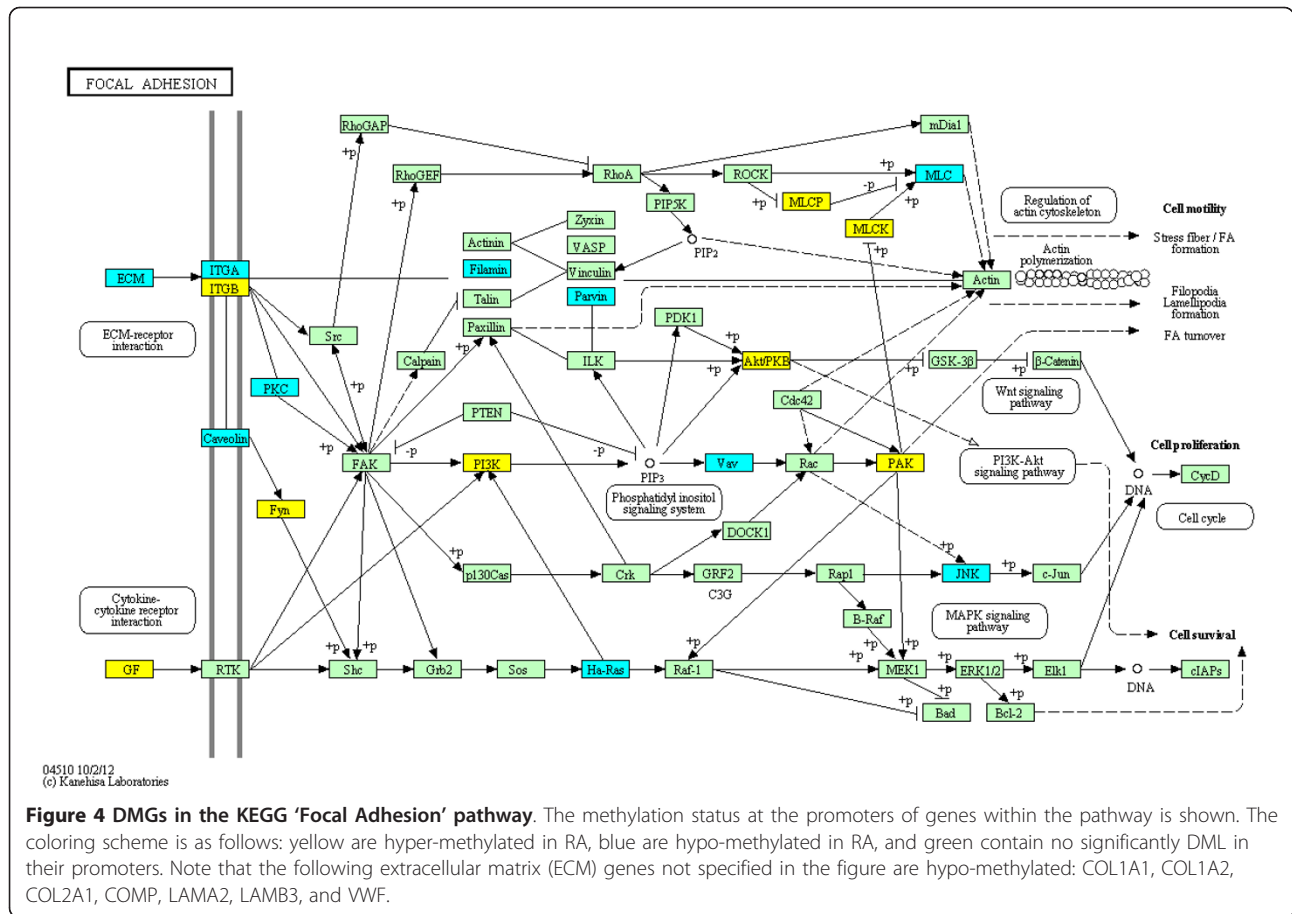 FOCAL ADHESION
RhoGAP
mDia1
+p
RhoGEF
RhoA
ROCK
+p
MLC
+p
+p
-p
MLCP
+p
PIP5K
MLCK
Regulation of
actin cytoskeleton
Cell motility
Zyxin
Actinin
VASP
PIP2
+p
Stress fiber / FA
formation
Actin
polymerization
ECM
ITGA
ITGB
Filamin
Vinculin
Actin
Talin
Parvin
Filopodia
Lamellipodia
formation
ECM-receptor
interaction
Src
Paxillin
PDK1
FA turnover
+p
+p
Calpain
ILK
Akt/PKB
GSK-3β
β-Catenin
+p
+p
+p
+p
PKC
Wnt signaling
pathway
Cdc42
PTEN
Caveolin
+p
-p
-p
Cell proliferation
FAK
PI3K
PIP3
Vav
Rac
PAK
PI3K-Akt
signaling pathway
DNA
CycD
Phosphatidyl inositol
signaling system
Fyn
Cell cycle
DOCK1
+p
+p
+p
p130Cas
Crk
GRF2
C3G
Rap1
JNK
c-Jun
Cytokine-
cytokine receptor
interaction
B-Raf
MAPK signaling
pathway
Cell survival
+p
+p
+p
+p
+p
+p
+p
GF
RTK
Shc
Grb2
Sos
Ha-Ras
Raf-1
MEK1
ERK1/2
Elk1
DNA
cIAPs
+p
+p
+p
Bad
Bcl-2
04510 10/2/12
(c) Kanehisa Laboratories
Figure 4 DMGs in the KEGG ‘Focal Adhesion’ pathway. The methylation status at the promoters of genes within the pathway is shown. The
coloring scheme is as follows: yellow are hyper-methylated in RA, blue are hypo-methylated in RA, and green contain no significantly DML in
their promoters. Note that the following extracellular matrix (ECM) genes not specified in the figure are hypo-methylated: COL1A1, COL1A2,
COL2A1, COMP, LAMA2, LAMB3, and VWF.